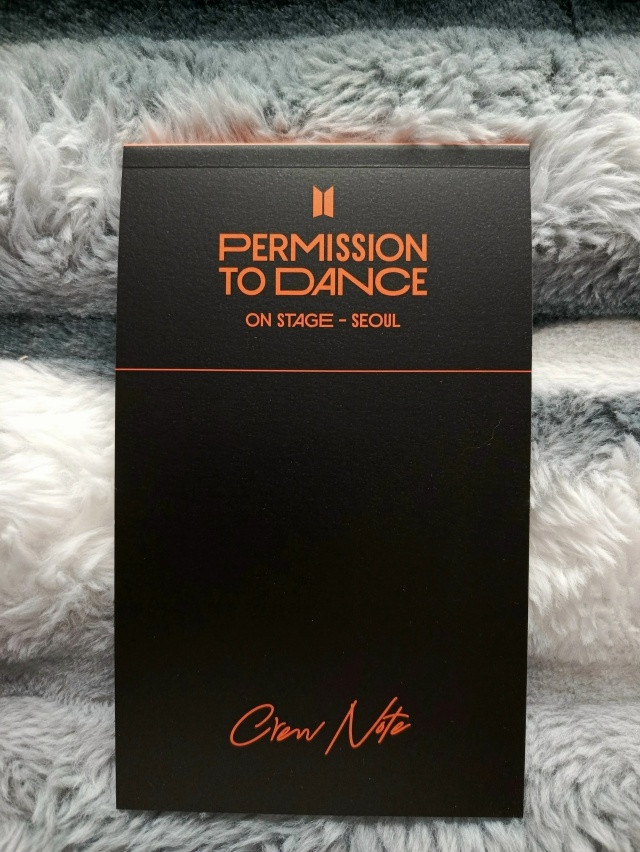 PERMISSION
TO DANCE
ON STAGE - SEOUL
Crew Note